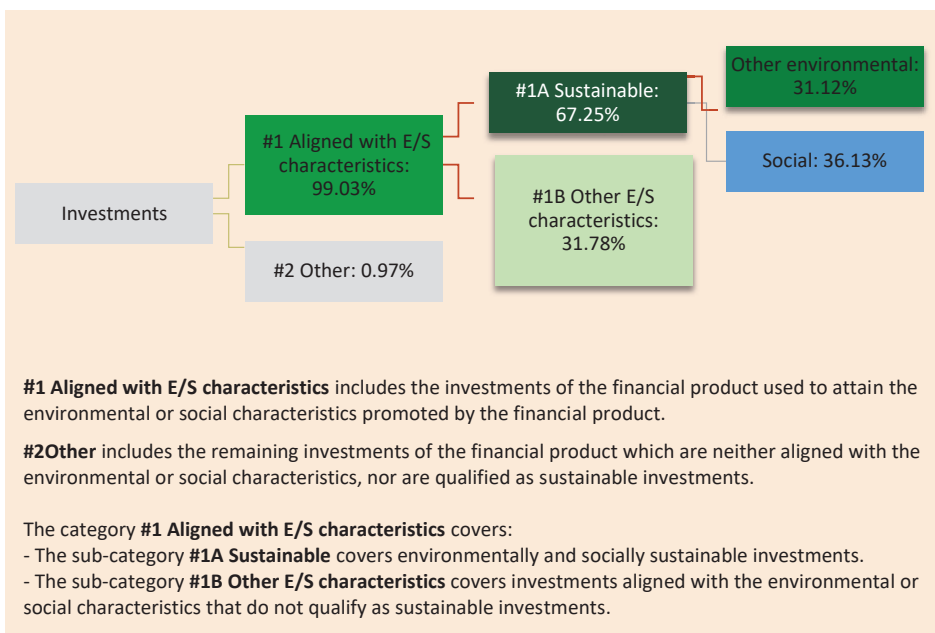 Investments
#1 Aligned with E/S
characteristics:
99.03%
#2 Other: 0.97%
#1A Sustainable:
67.25%
#1B Other E/S
characteristics:
31.78%
Other environmental:
31.12%
Social: 36.13%
#1 Aligned with E/S characteristics includes the investments of the financial product used to attain the
environmental or social characteristics promoted by the financial product.
#2Other includes the remaining investments of the financial product which are neither aligned with the
environmental or social characteristics, nor are qualified as sustainable investments.
The category #1 Aligned with E/S characteristics covers:
- The sub-category #1A Sustainable covers environmentally and socially sustainable investments.
- The sub-category #1B Other E/S characteristics covers investments aligned with the environmental or
social characteristics that do not qualify as sustainable investments.